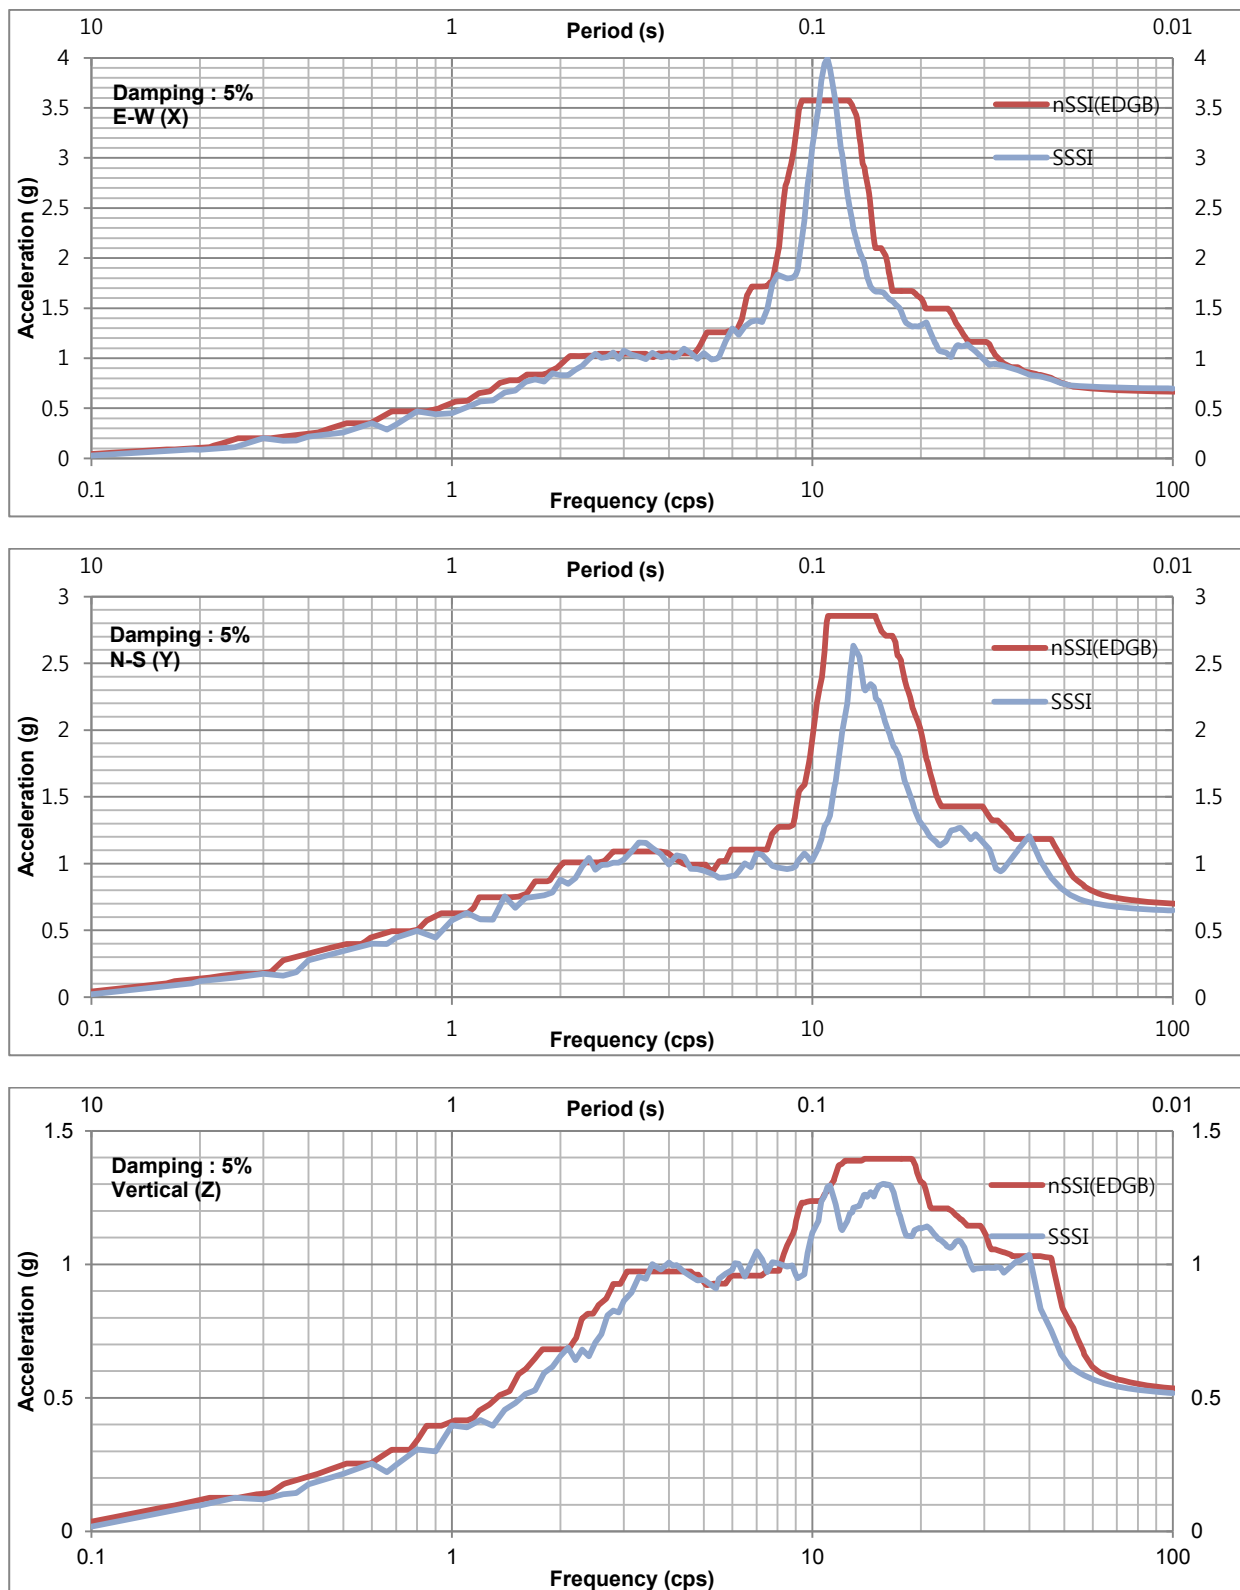 10 1 Period (s) 0.1 0.01
4 4
Damping : 5%
E-W (X)
nSSI(EDGB)
3.5 3.5
SSSI
3 3
2.5 2.5
Acceleration (g)
2 2
1.5 1.5
1 1
0.5 0.5
0 0
0.1 1 10 100
Frequency (cps)
10 1 Period (s) 0.1 0.01
3 3
Damping : 5%
N-S (Y)
nSSI(EDGB)
2.5 2.5
SSSI
2 2
Acceleration (g)
1.5 1.5
1 1
0.5 0.5
0 0
0.1 1 10 100
Frequency (cps)
10 1 Period (s) 0.1 0.01
1.5 1.5
Damping : 5%
Vertical (Z)
nSSI(EDGB)
SSSI
1 1
Acceleration (g)
0.5 0.5
0 0
0.1 1 10 100
Frequency (cps)